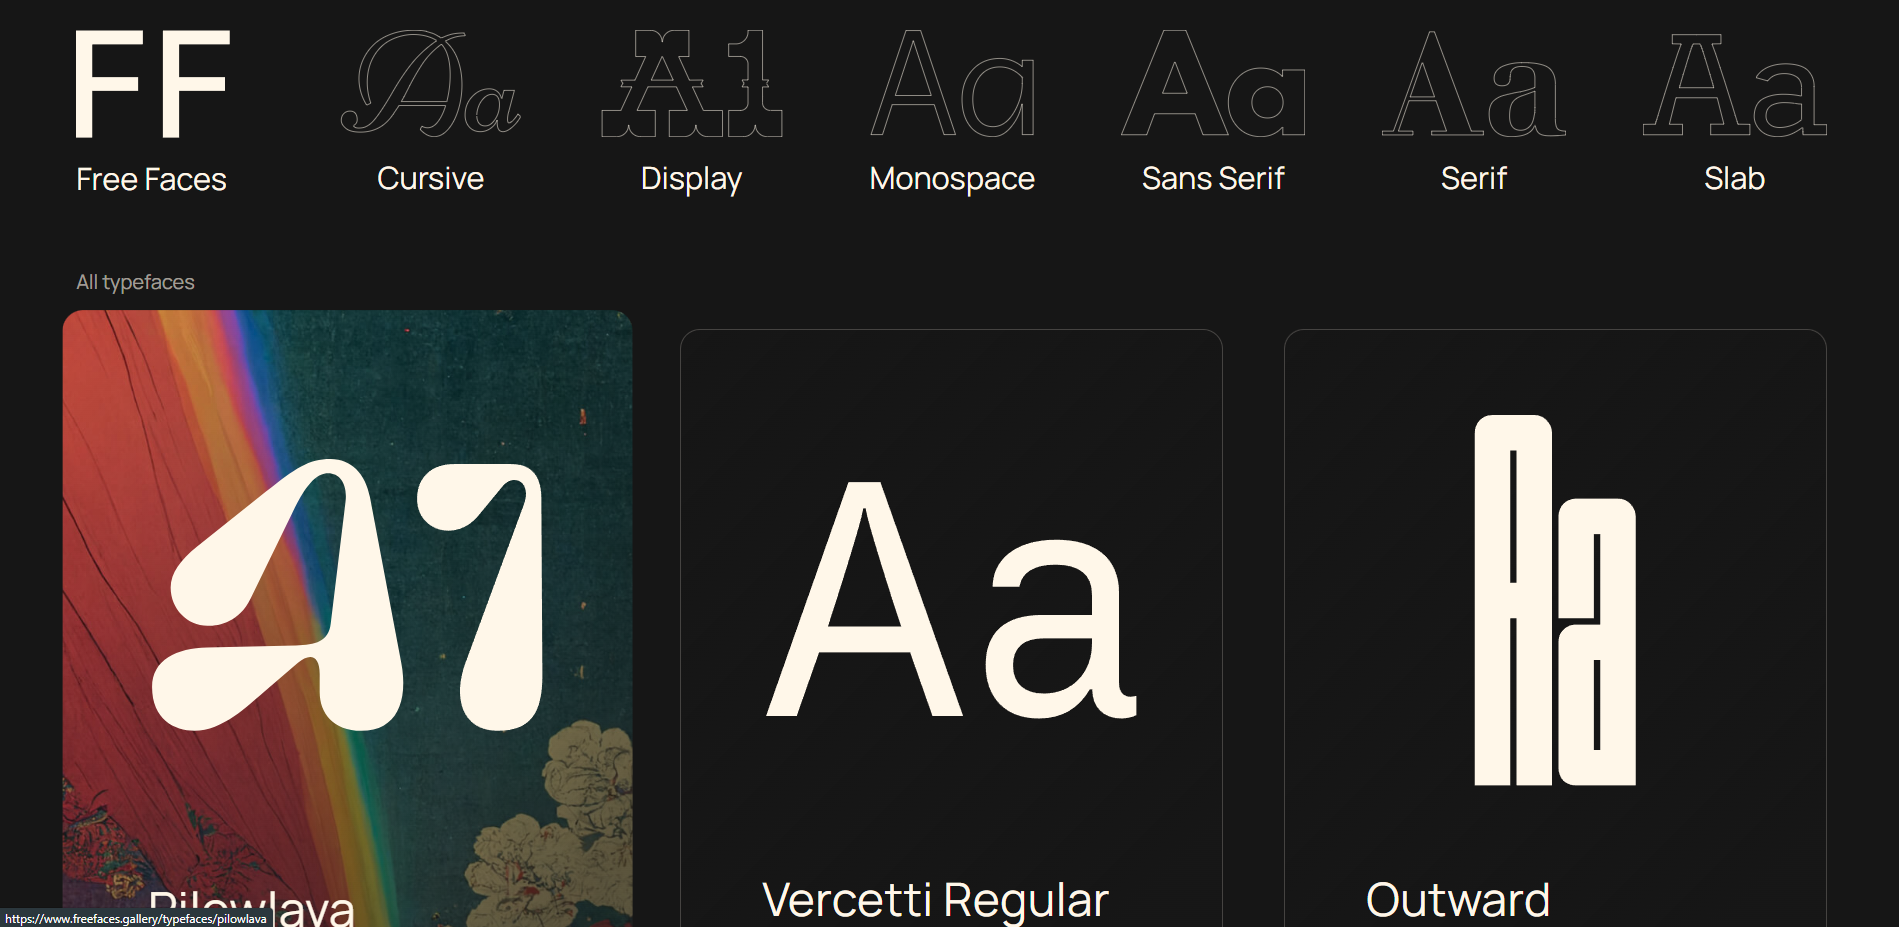 FF Aa A1 Aa Aa Aa Aa
Free Faces Cursive Display Monospace Sans Serif Serif Slab
All typefaces
A1 Aa Aa
Pilowlava Vercetti Regular Outward
https://www.freefaces.gallery/typefaces/pilowlava